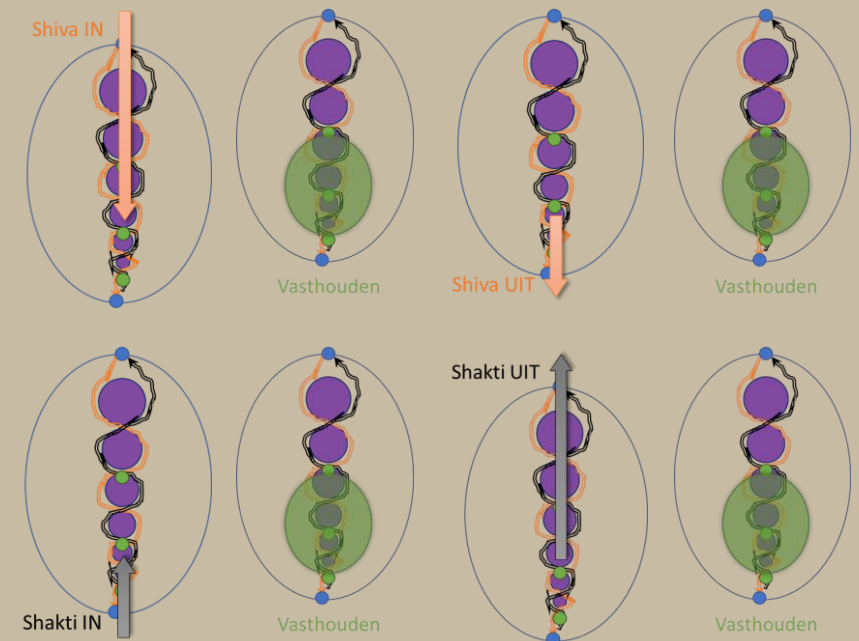 Shiva IN
Vasthouden
Shiva UIT
Vasthouden
Shakti IN
Vasthouden
Shakti UIT
Vasthouden